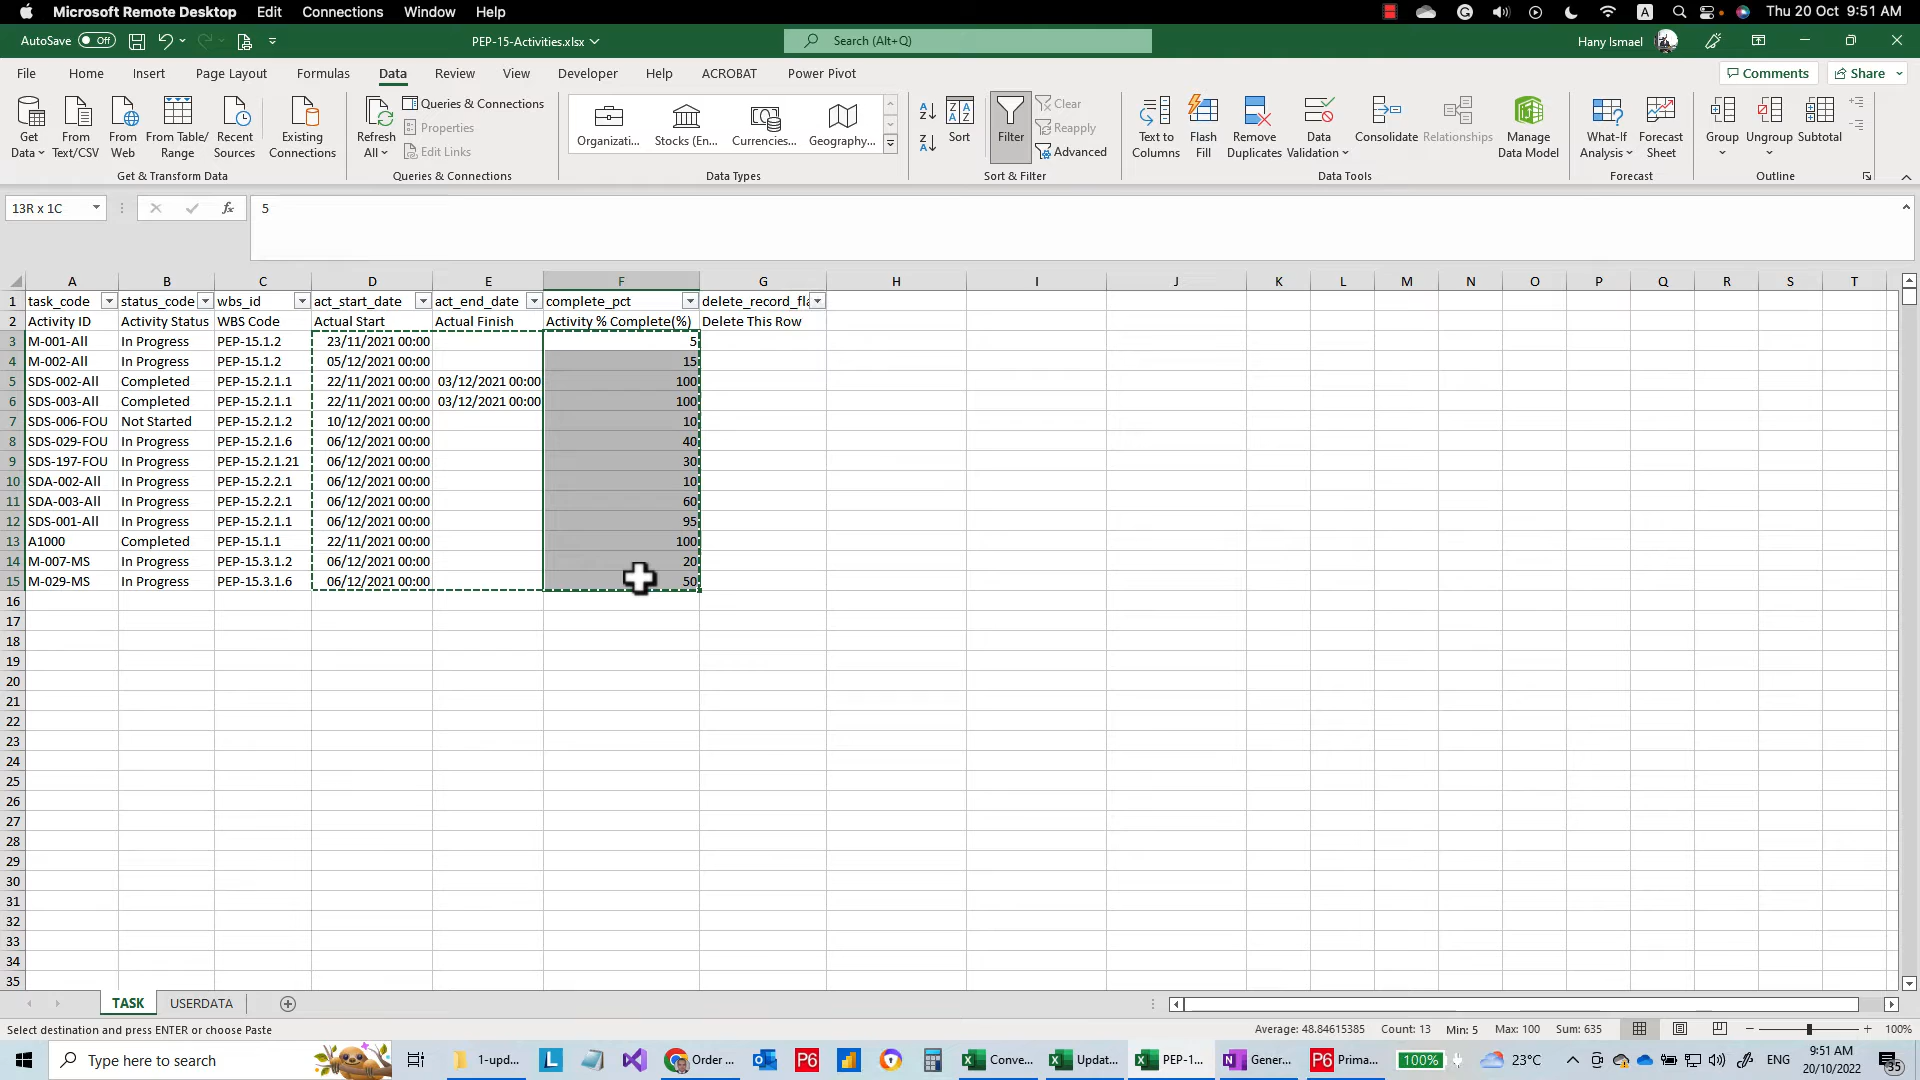 Microsoft Remote Desktop Edit Connections Window Help
A
Thu 20 Oct 9:51 AM
AutoSave Off
PEP-15-Activities.xlsx
Search (Alt+Q)
Hany Ismael
File Home Insert Page Layout Formulas Data Review View Developer Help ACROBAT Power Pivot
Comments Share
Get Data
From Text/CSV
From Web
From Table/ Range
Recent Sources
Existing Connections
Get & Transform Data
Refresh All
Queries & Connections
Properties
Edit Links
Queries & Connections
Organizati...
Stocks (En...
Currencies...
Geography...
Data Types
Sort
Filter
Clear
Reapply
Advanced
Sort & Filter
Text to Columns
Flash Fill
Remove Duplicates
Data Validation
Consolidate
Relationships
Manage Data Model
Data Tools
What-If Analysis
Forecast Sheet
Forecast
Group
Ungroup
Subtotal
Outline
13R x 1C
fx
5
A B C D E F G H I J K L M N O P Q R S T
1 task_code status_code wbs_id act_start_date act_end_date complete_pct delete_record_fla
2 Activity ID Activity Status WBS Code Actual Start Actual Finish Activity % Complete(%) Delete This Row
3 M-001-All In Progress PEP-15.1.2 23/11/2021 00:00 5
4 M-002-All In Progress PEP-15.1.2 05/12/2021 00:00 15
5 SDS-002-All Completed PEP-15.2.1.1 22/11/2021 00:00 03/12/2021 00:00 100
6 SDS-003-All Completed PEP-15.2.1.1 22/11/2021 00:00 03/12/2021 00:00 100
7 SDS-006-FOU Not Started PEP-15.2.1.2 10/12/2021 00:00 10
8 SDS-029-FOU In Progress PEP-15.2.1.6 06/12/2021 00:00 40
9 SDS-197-FOU In Progress PEP-15.2.1.21 06/12/2021 00:00 30
10 SDA-002-All In Progress PEP-15.2.2.1 06/12/2021 00:00 10
11 SDA-003-All In Progress PEP-15.2.2.1 06/12/2021 00:00 60
12 SDS-001-All In Progress PEP-15.2.1.1 06/12/2021 00:00 95
13 A1000 Completed PEP-15.1.1 22/11/2021 00:00 100
14 M-007-MS In Progress PEP-15.3.1.2 06/12/2021 00:00 20
15 M-029-MS In Progress PEP-15.3.1.6 06/12/2021 00:00 50
16
17
18
19
20
21
22
23
24
25
26
27
28
29
30
31
32
33
34
35
TASK USERDATA
Select destination and press ENTER or choose Paste
Average: 48.84615385 Count: 13 Min: 5 Max: 100 Sum: 635
100%
Type here to search
1-upd...
L
Order ...
P6
Conve...
Updat...
PEP-1...
Gener...
P6 Prima...
100%
23°C
ENG
9:51 AM
20/10/2022
35